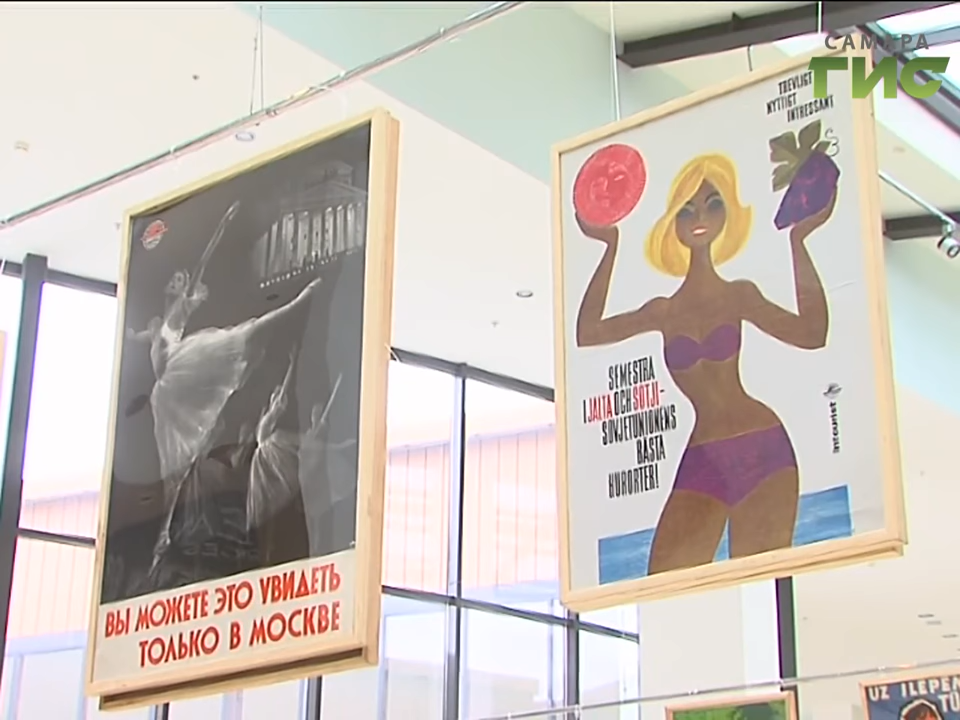 САМАРА
ГИС
TREVLIGT
NYTTIGT
INTRESSANT
SEMESTRA
I JALTA OCH SOTJI-
SOVJETUNIONENS
BÄSTA
KURORTER!
intourist
ВЫ МОЖЕТЕ ЭТО УВИДЕТЬ
ТОЛЬКО В МОСКВЕ
UZ ILEPEM